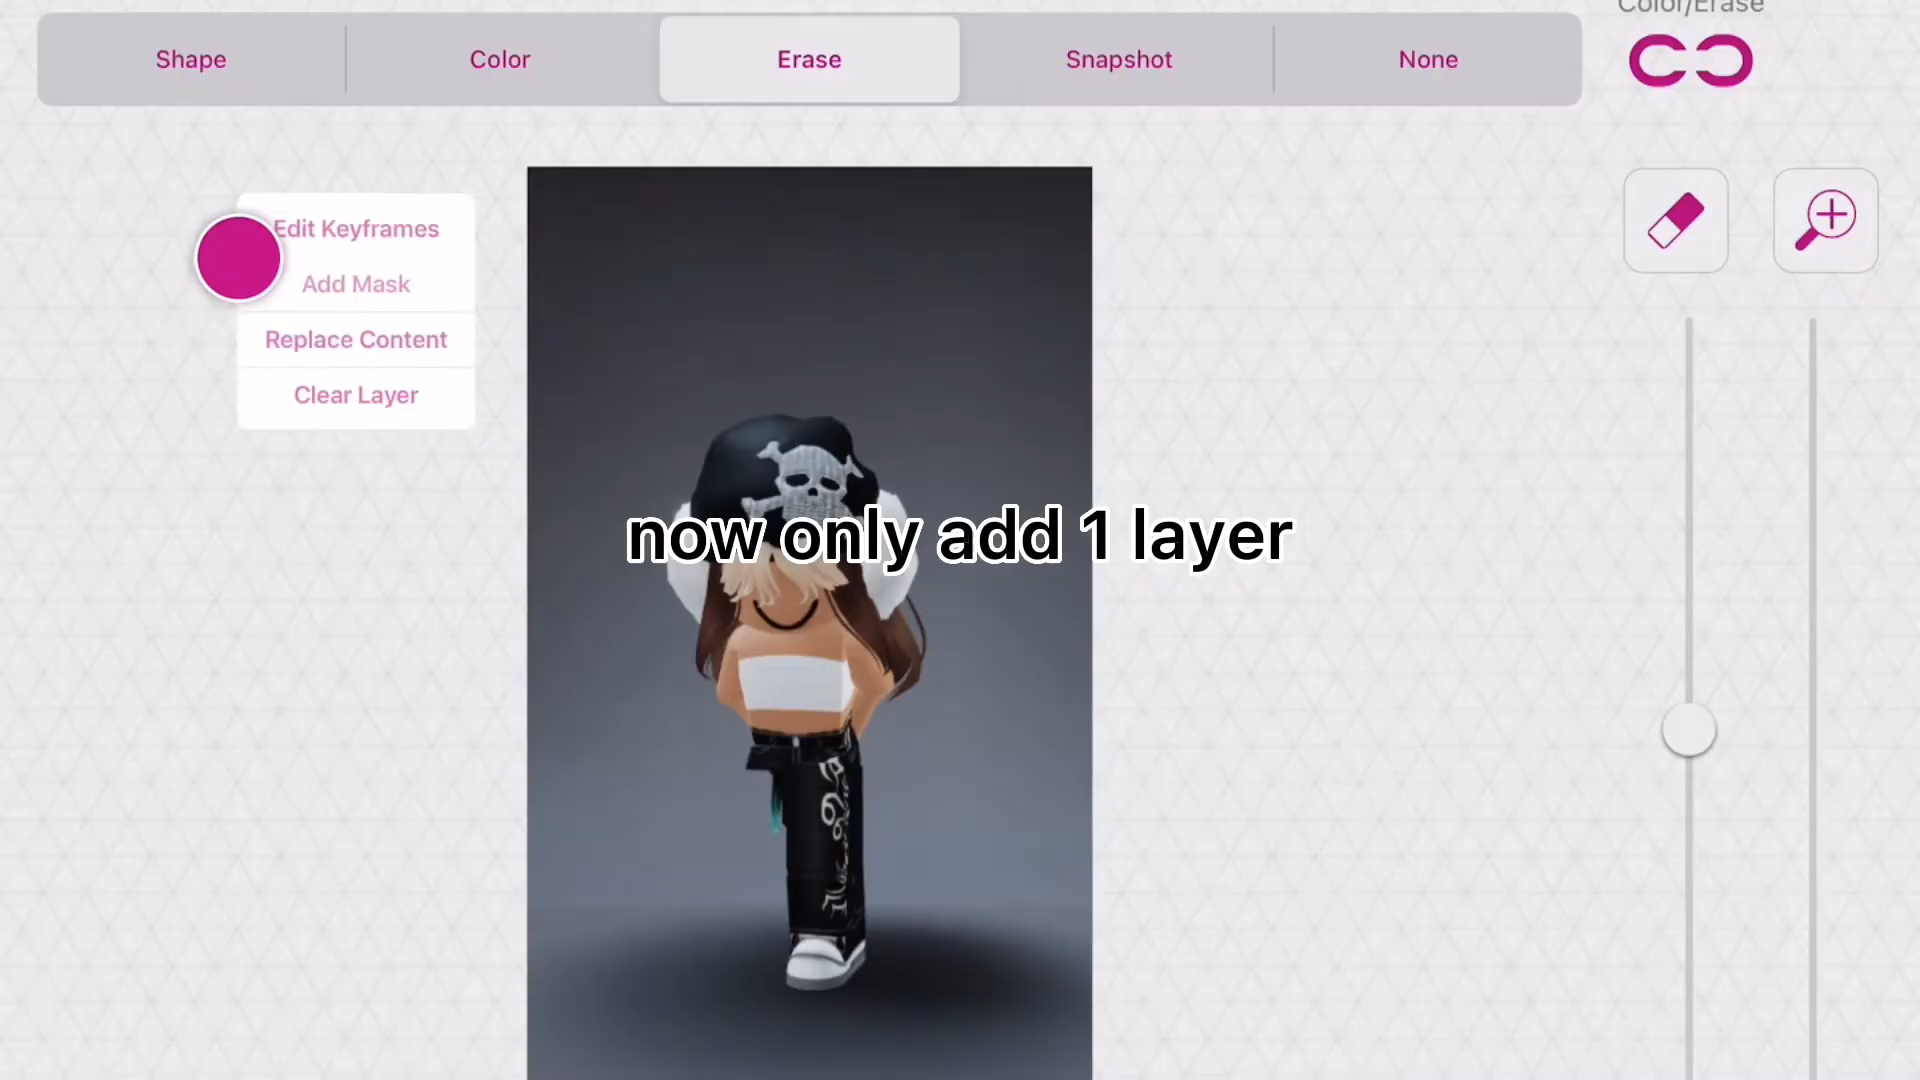 Color/Erase
Shape
Color
Erase
Snapshot
None
Edit Keyframes
Add Mask
Replace Content
Clear Layer
now only add 1 layer